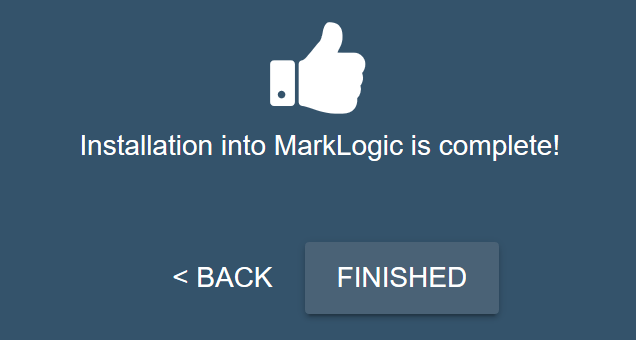 Installation into MarkLogic is complete!
< BACK FINISHED